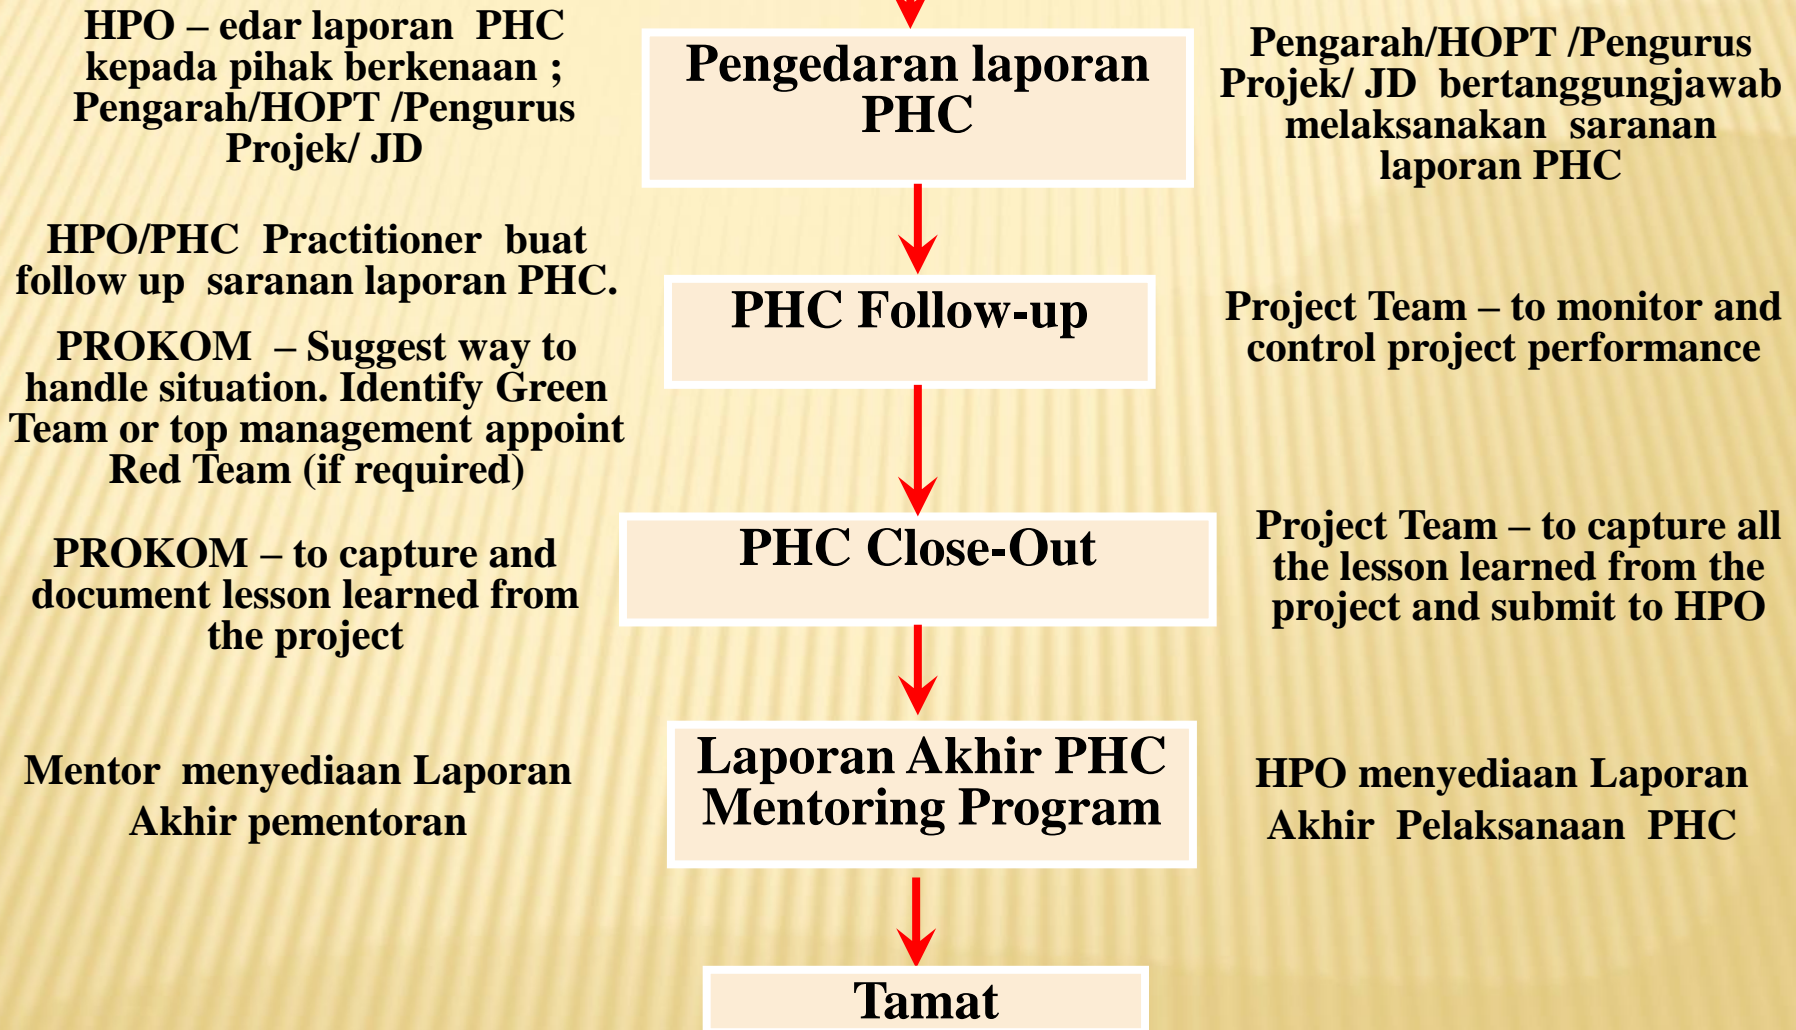 HPO – edar laporan PHC
kepada pihak berkenaan ;
Pengarah/HOPT /Pengurus
Projek/ JD
Pengedaran laporan
PHC
Pengarah/HOPT /Pengurus
Projek/ JD bertanggungjawab
melaksanakan saranan
laporan PHC
HPO/PHC Practitioner buat
follow up saranan laporan PHC.
PROKOM – Suggest way to
handle situation. Identify Green
Team or top management appoint
Red Team (if required)
PHC Follow-up
Project Team – to monitor and
control project performance
PROKOM – to capture and
document lesson learned from
the project
PHC Close-Out
Project Team – to capture all
the lesson learned from the
project and submit to HPO
Mentor menyediaan Laporan
Akhir pementoran
Laporan Akhir PHC
Mentoring Program
HPO menyediaan Laporan
Akhir Pelaksanaan PHC
Tamat